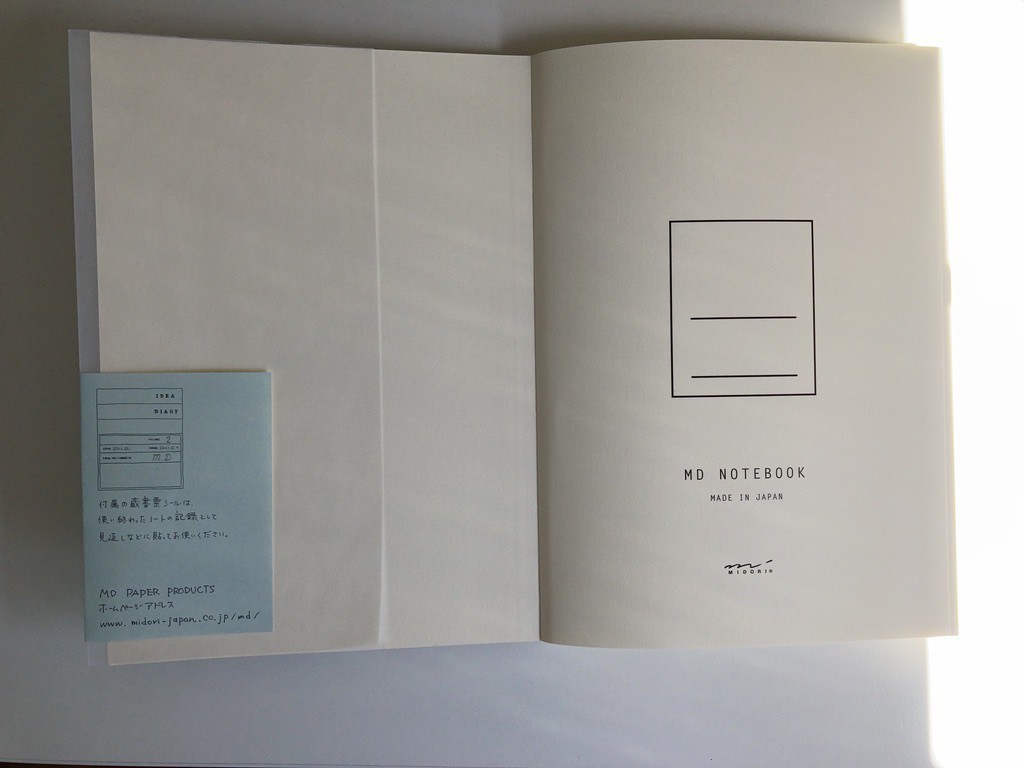 IDEA
DIARY
2
MD
付属の蔵書票シールは、
使い終わったノートの記録として
見返しなどに貼ってお使いください。
MD PAPER PRODUCTS
ホームページアドレス
www.midori-japan.co.jp/md/
MD NOTEBOOK
MADE IN JAPAN
MIDORI®